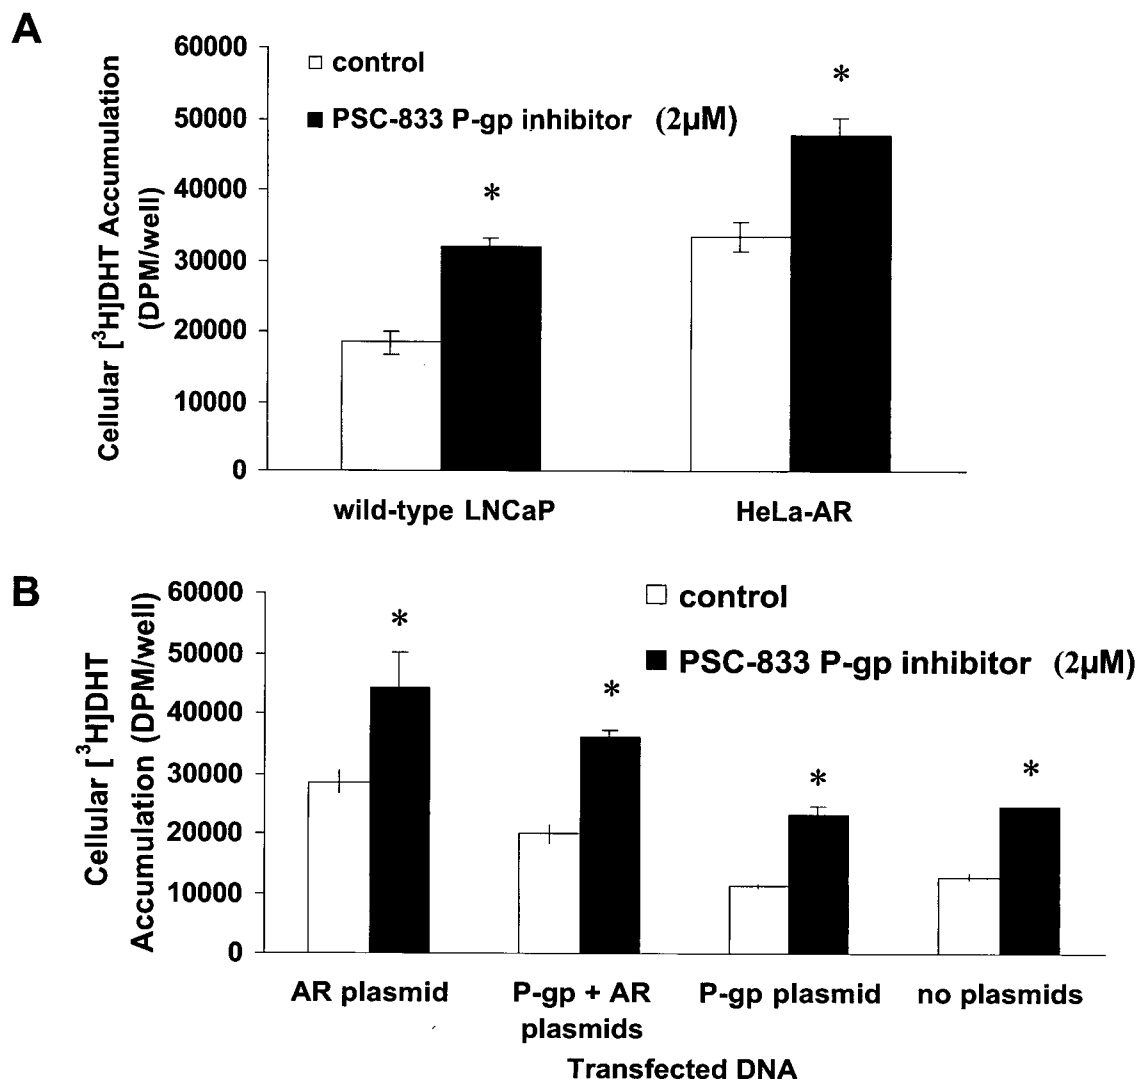 A
60000
50000
40000
30000
20000
10000
0
Cellular [³H]DHT Accumulation
(DPM/well)
control
PSC-833 P-gp inhibitor (2µM)
*
*
wild-type LNCaP
HeLa-AR
B
60000
50000
40000
30000
20000
10000
0
Cellular [³H]DHT
Accumulation (DPM/well)
control
PSC-833 P-gp inhibitor (2µM)
*
*
*
*
AR plasmid
P-gp + AR
plasmids
P-gp plasmid
no plasmids
Transfected DNA